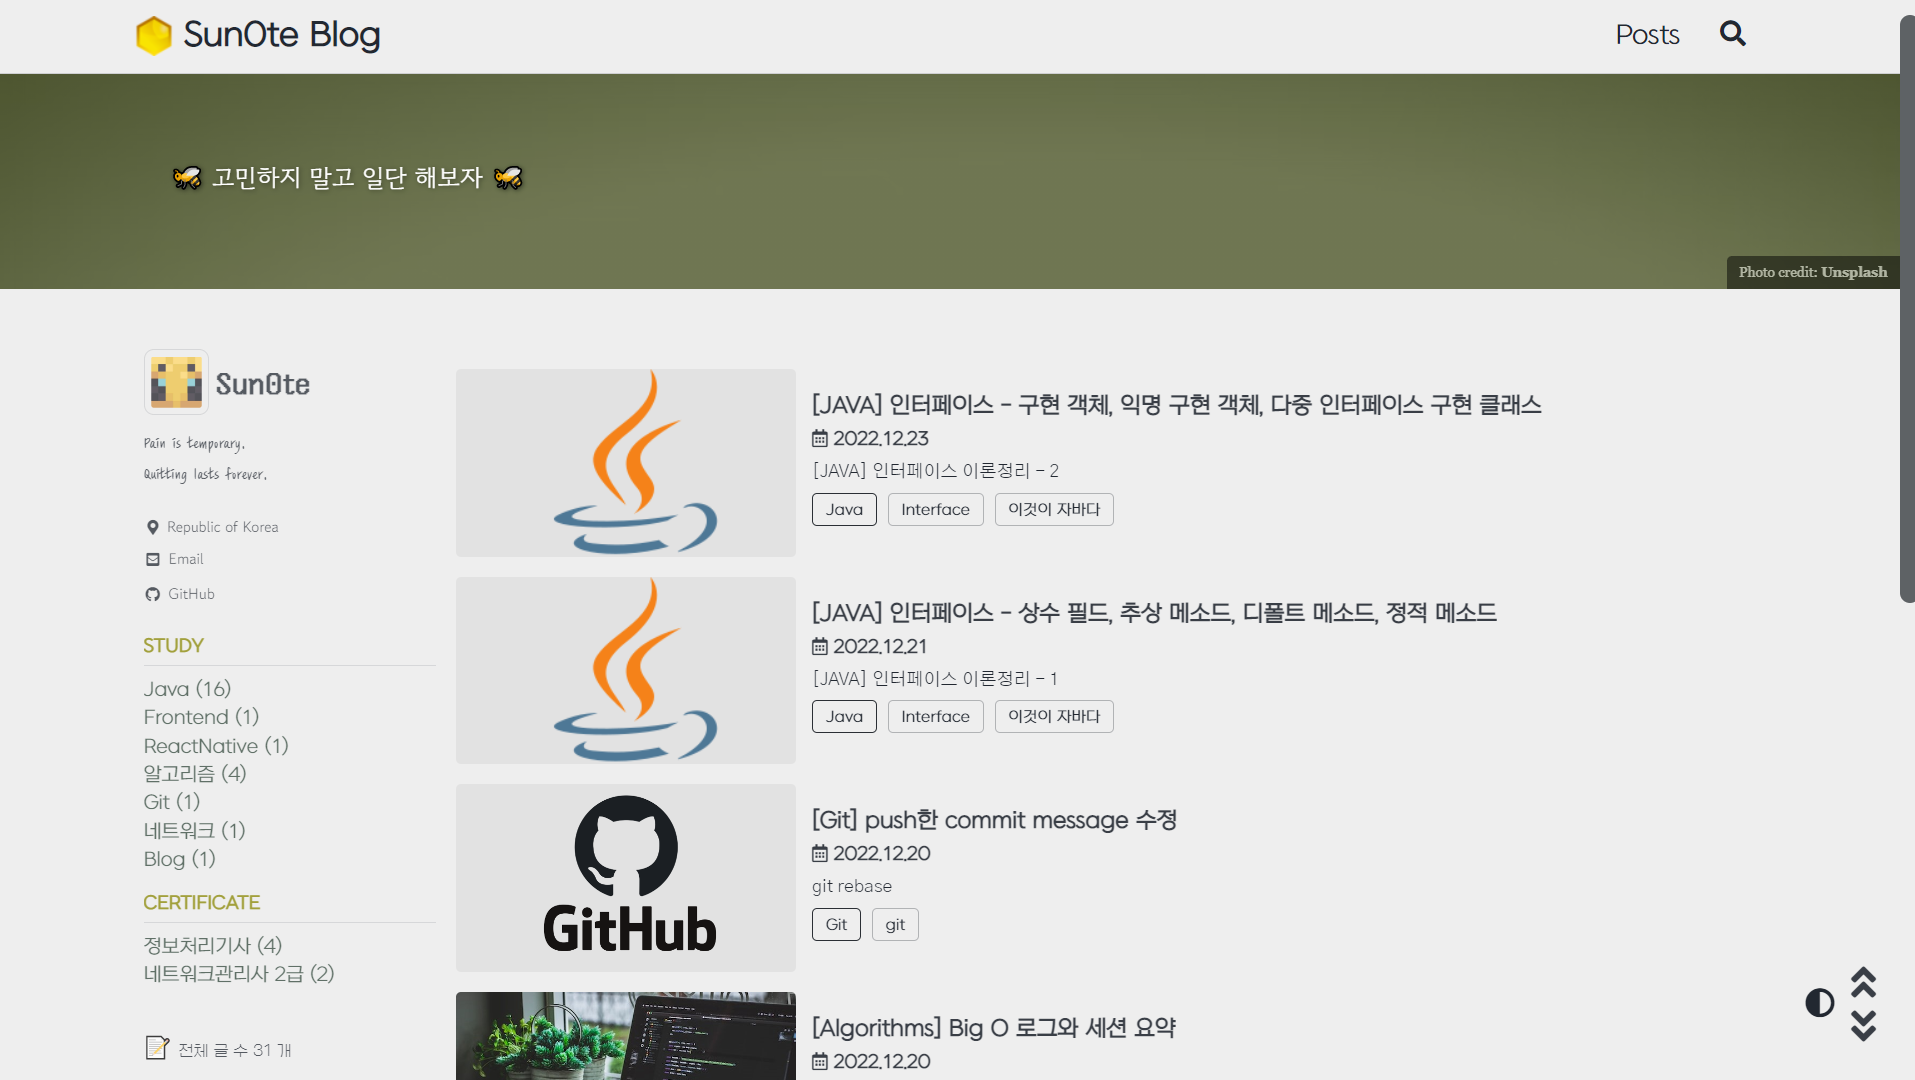 Sun0te Blog
Posts
고민하지 말고 일단 해보자
Photo credit: Unsplash
Sun0te
Pain is temporary.
Quitting lasts forever.
Republic of Korea
Email
GitHub
STUDY
Java (16)
Frontend (1)
ReactNative (1)
알고리즘 (4)
Git (1)
네트워크 (1)
Blog (1)
CERTIFICATE
정보처리기사 (4)
네트워크관리사 2급 (2)
전체 글 수 31 개
[JAVA] 인터페이스 - 구현 객체, 익명 구현 객체, 다중 인터페이스 구현 클래스
2022.12.23
[JAVA] 인터페이스 이론정리 - 2
Java Interface 이것이 자바다
[JAVA] 인터페이스 - 상수 필드, 추상 메소드, 디폴트 메소드, 정적 메소드
2022.12.21
[JAVA] 인터페이스 이론정리 - 1
Java Interface 이것이 자바다
GitHub
[Git] push한 commit message 수정
2022.12.20
git rebase
Git git
[Algorithms] Big O 로그와 세션 요약
2022.12.20